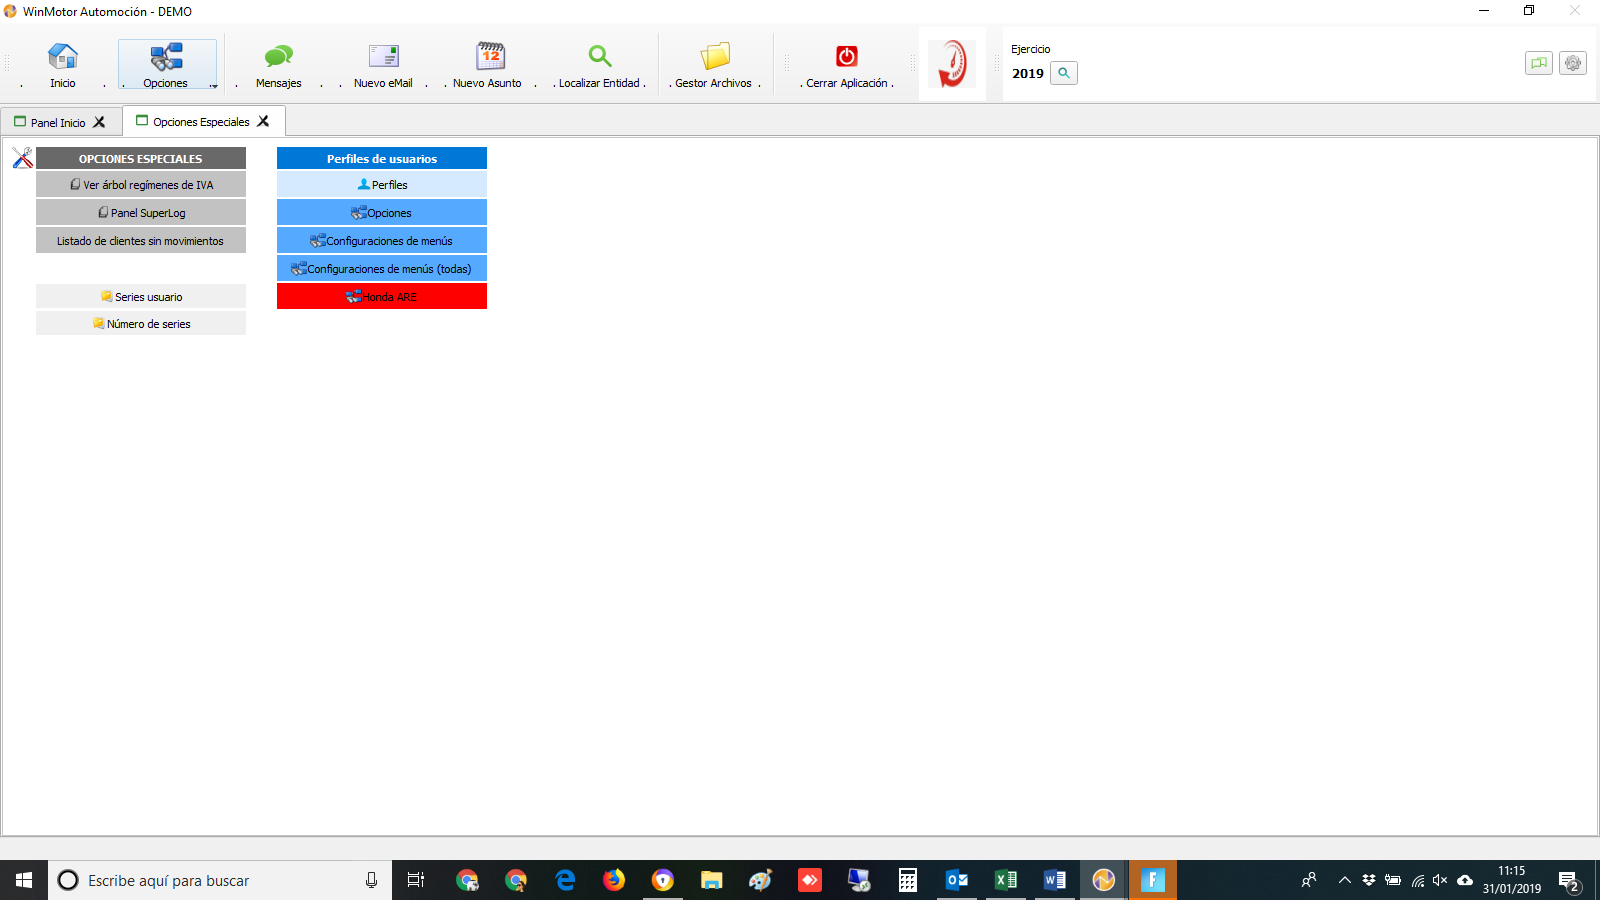 WinMotor Automoción - DEMO
Inicio
Opciones
Mensajes
Nuevo eMail
Nuevo Asunto
Localizar Entidad
Gestor Archivos
Cerrar Aplicación
Ejercicio
2019
Panel Inicio
Opciones Especiales
OPCIONES ESPECIALES
Ver árbol regímenes de IVA
Panel SuperLog
Listado de clientes sin movimientos
Series usuario
Número de series
Perfiles de usuarios
Perfiles
Opciones
Configuraciones de menús
Configuraciones de menús (todas)
Honda ARE
Escribe aquí para buscar
11:15
31/01/2019
2